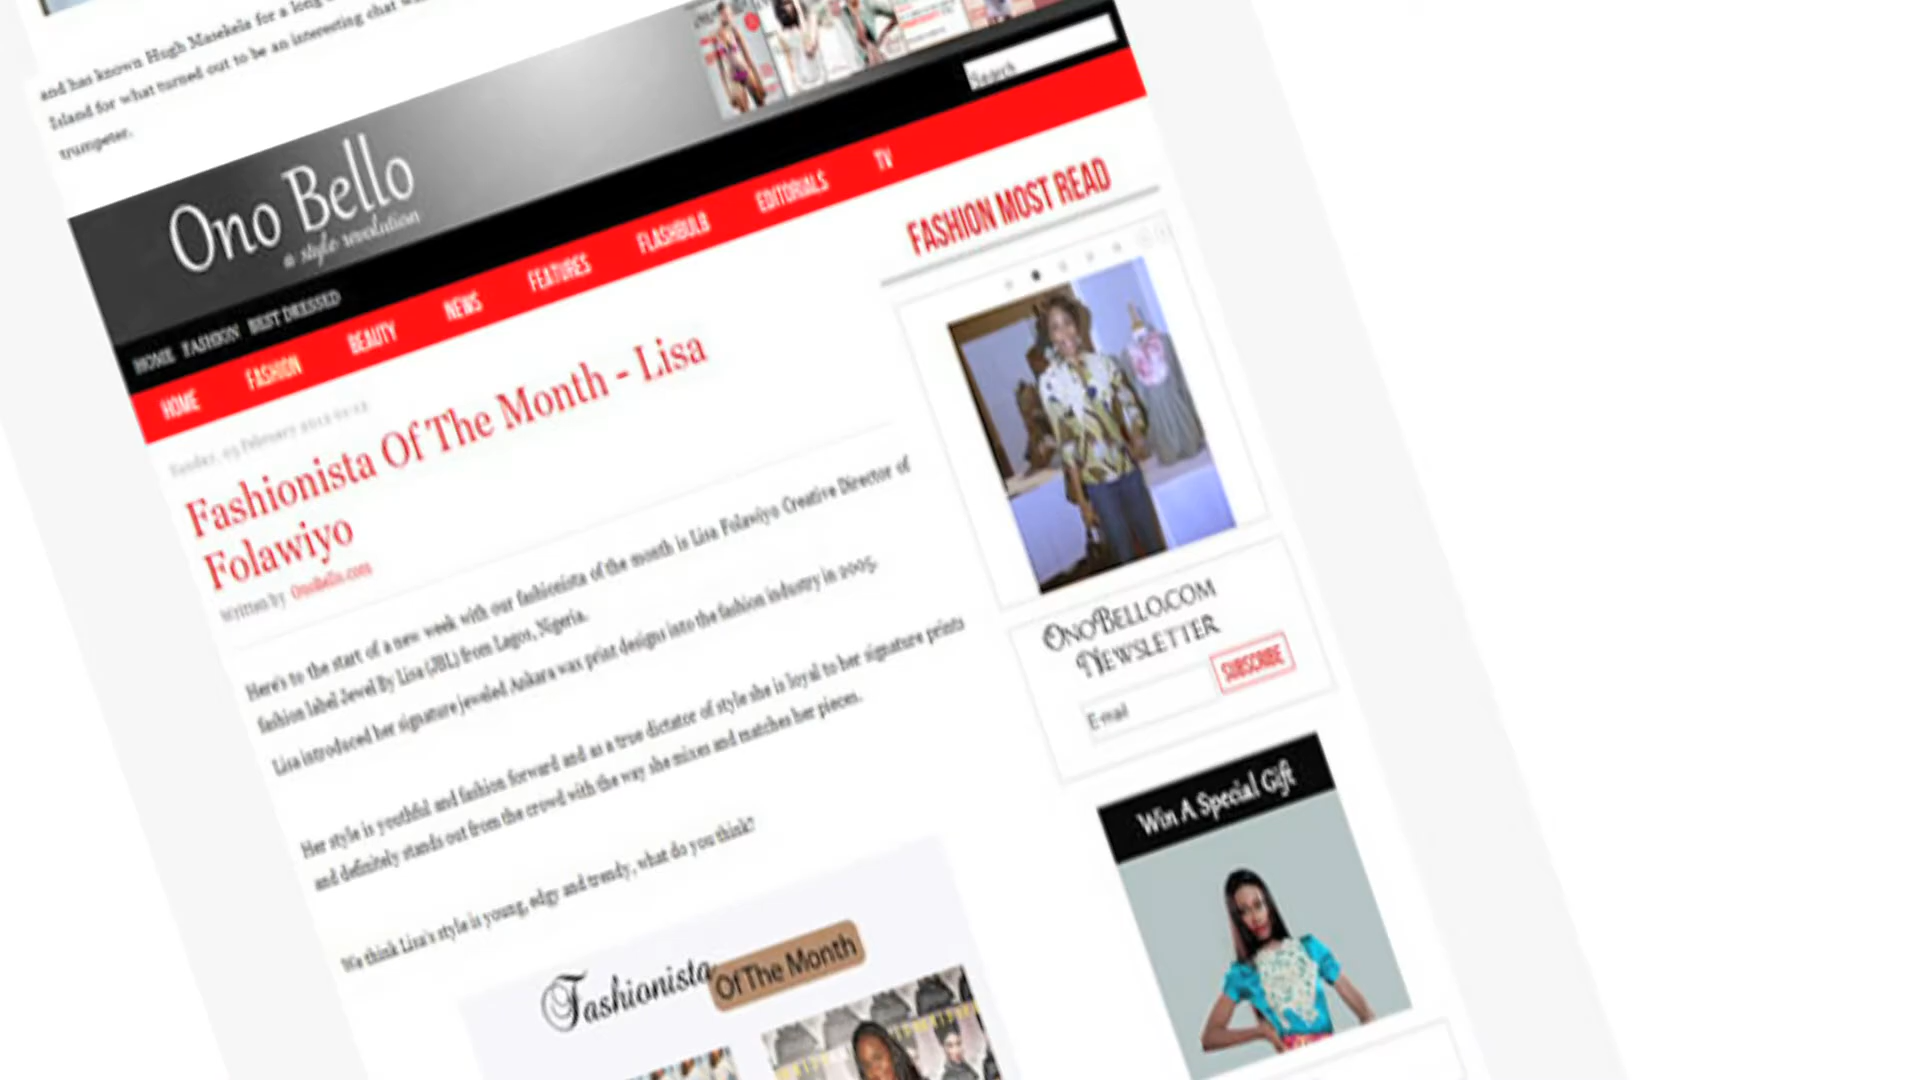 and has known Hugh Masekela for a long
Island for what turned out to be an interesting chat
trumpeter.
Ono Bello
a style revolution
Search
HOME FASHION BEST DRESSED
HOME FASHION BEAUTY NEWS FEATURES FLASHBULB EDITORIALS TV
Sunday, 03 February 2012
Fashionista Of The Month - Lisa
Folawiyo
Written by OnoBello.com
Here's to the start of a new week with our fashionista of the month is Lisa Folawiyo Creative Director of
fashion label Jewel By Lisa (JBL) from Lagos, Nigeria.
Lisa introduced her signature jeweled Ankara wax print designs into the fashion industry in 2005.
Her style is youthful and fashion forward and as a true dictator of style she is loyal to her signature prints
and definitely stands out from the crowd with the way she mixes and matches her pieces.
We think Lisa's style is young, edgy and trendy, what do you think?
Fashionista Of The Month
FASHION MOST READ
ONOBELLO.COM
NEWSLETTER
E-mail
SUBSCRIBE
Win A Special Gift